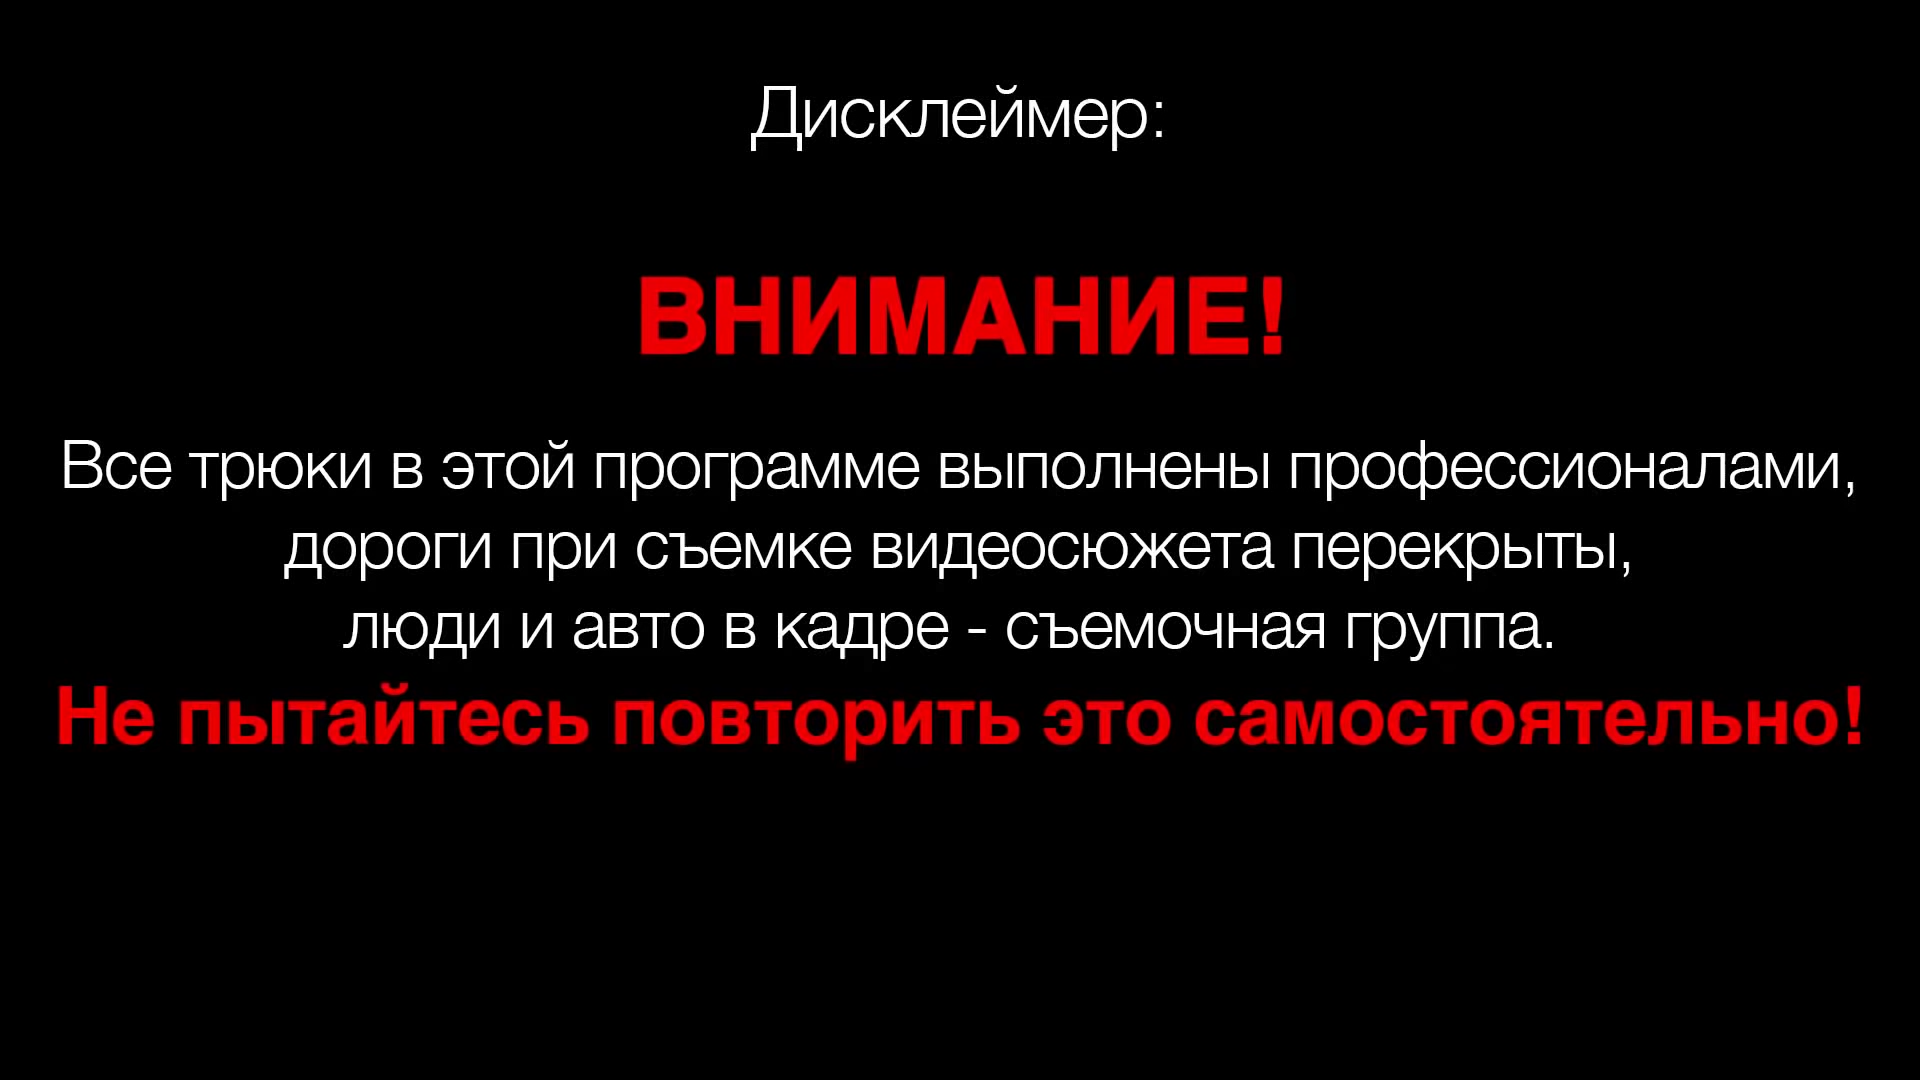 Дисклеймер:
ВНИМАНИЕ!
Все трюки в этой программе выполнены профессионалами,
дороги при съемке видеосюжета перекрыты,
люди и авто в кадре - съемочная группа.
Не пытайтесь повторить это самостоятельно!